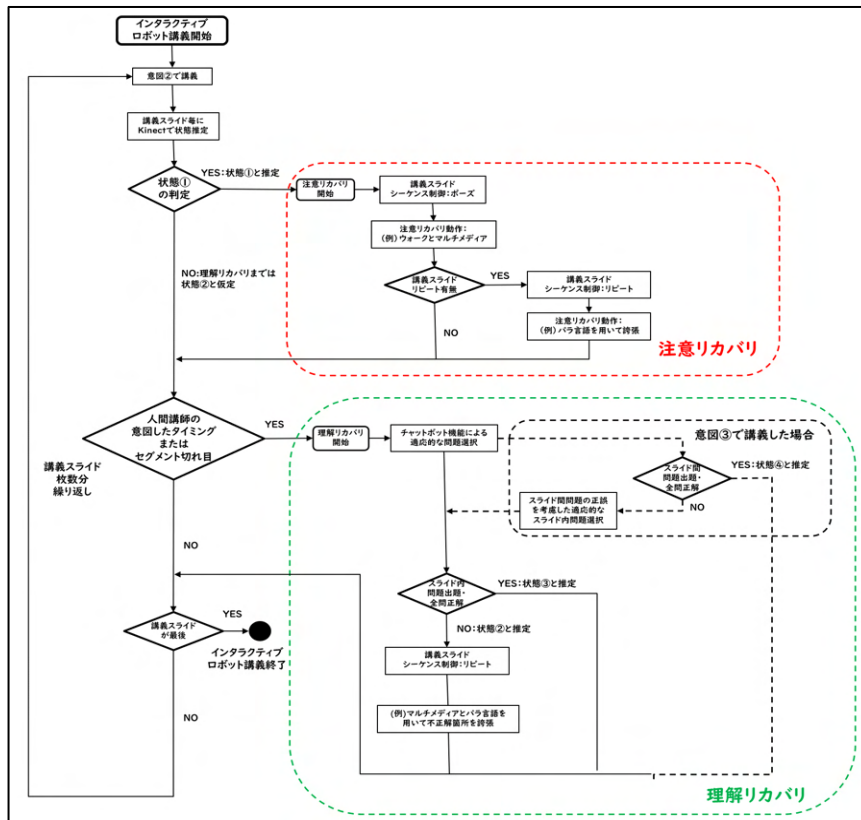 インタラクティブ
ロボット講義開始
意図②で講義
講義スライド毎に
Kinectで状態推定
状態①
の判定
YES:状態①と推定
注意リカバリ
開始
講義スライド
シーケンス制御:ポーズ
注意リカバリ動作:
(例)ウォークとマルチメディア
講義スライド
リピート有無
YES
講義スライド
シーケンス制御:リピート
注意リカバリ動作:
(例)パラ言語を用いて誇張
NO
注意リカバリ
NO:理解リカバリまでは
状態②と仮定
人間講師の
意図したタイミング
または
セグメント切れ目
YES
理解リカバリ
開始
チャットボット機能による
適応的な問題選択
意図③で講義した場合
スライド間
問題出題・
全問正解
YES:状態④と推定
NO
スライド間問題の正誤
を考慮した適応的な
スライド内問題選択
講義スライド
枚数分
繰り返し
NO
スライド内
問題出題・
全問正解
YES:状態③と推定
NO:状態②と推定
講義スライド
シーケンス制御:リピート
(例)マルチメディアとパラ言語を
用いて不正解箇所を誇張
講義スライド
が最後
YES
インタラクティブ
ロボット講義終了
NO
理解リカバリ